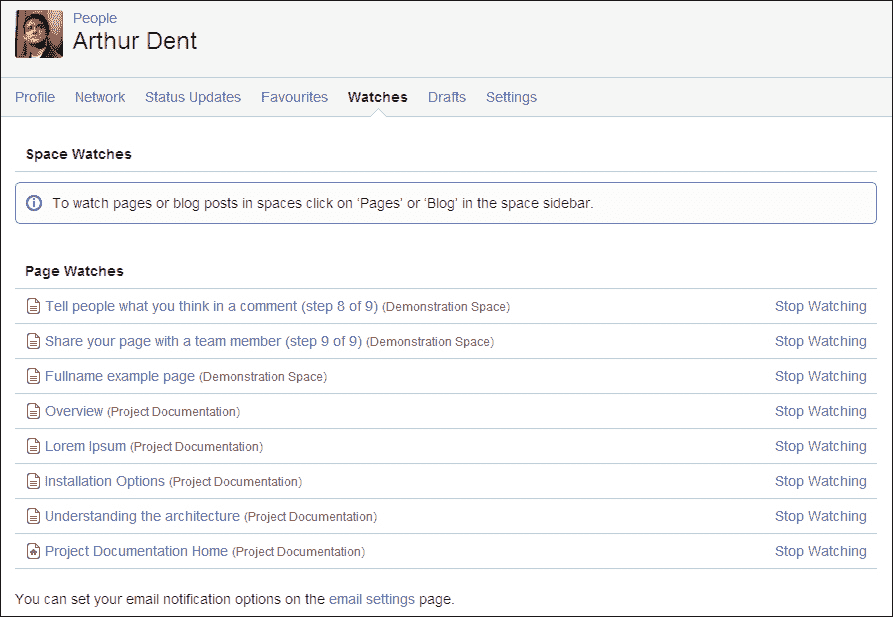 People
Arthur Dent
Profile Network Status Updates Favourites Watches Drafts Settings
Space Watches
To watch pages or blog posts in spaces click on 'Pages' or 'Blog' in the space sidebar.
Page Watches
Tell people what you think in a comment (step 8 of 9) (Demonstration Space) Stop Watching
Share your page with a team member (step 9 of 9) (Demonstration Space) Stop Watching
Fullname example page (Demonstration Space) Stop Watching
Overview (Project Documentation) Stop Watching
Lorem Ipsum (Project Documentation) Stop Watching
Installation Options (Project Documentation) Stop Watching
Understanding the architecture (Project Documentation) Stop Watching
Project Documentation Home (Project Documentation) Stop Watching
You can set your email notification options on the email settings page.